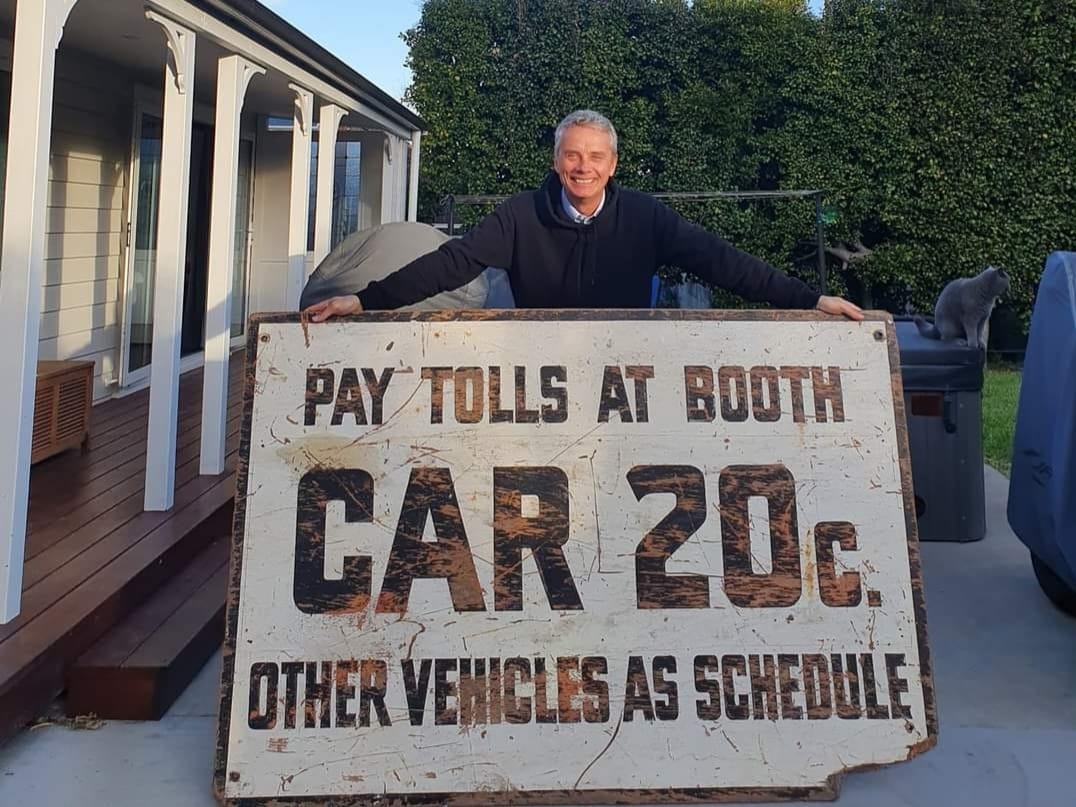 PAY TOLLS AT BOOTH
CAR 20c.
OTHER VEHICLES AS SCHEDULE